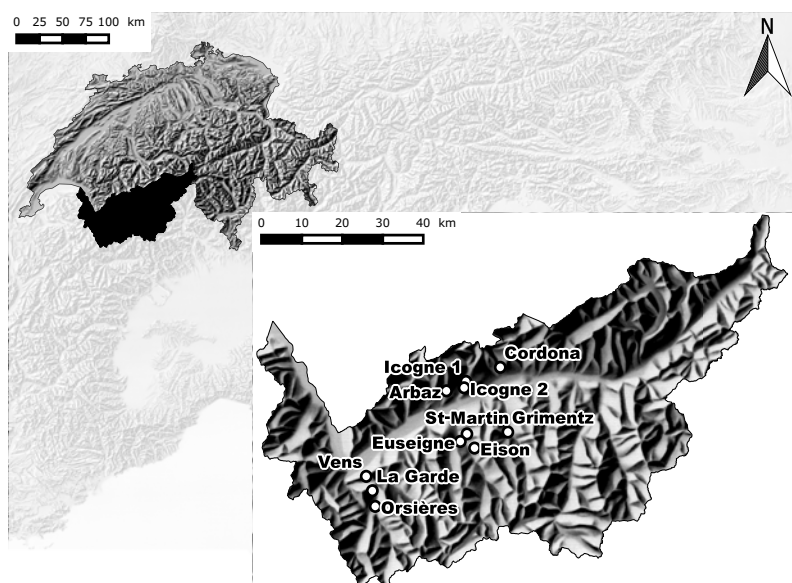 0 25 50 75 100 km
N
0 10 20 30 40 km
Cordona
Icogne 1
Arbaz
Icogne 2
St-Martin Grimentz
Euseigne
Eison
Vens
La Garde
Orsières